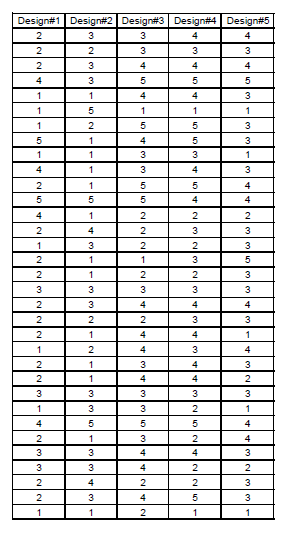 Design#1 Design#2 Design#3 Design#4 Design#5
2 3 3 4 4
2 2 3 3 3
2 3 4 4 4
4 3 5 5 5
1 1 4 4 3
1 5 1 1 1
1 2 5 5 3
5 1 4 5 3
1 1 3 3 1
4 1 3 4 3
2 1 5 5 4
5 5 5 4 4
4 1 2 2 2
2 4 2 3 3
1 3 2 2 3
2 1 1 3 5
2 1 2 2 3
3 3 3 3 3
2 3 4 4 4
2 2 2 3 3
2 1 4 4 1
1 2 4 3 4
2 1 3 4 3
2 1 4 4 2
3 3 3 3 3
1 3 3 2 1
4 5 5 5 4
2 1 3 2 4
3 3 4 4 3
3 3 4 2 2
2 4 2 2 3
2 3 4 5 3
1 1 2 1 1